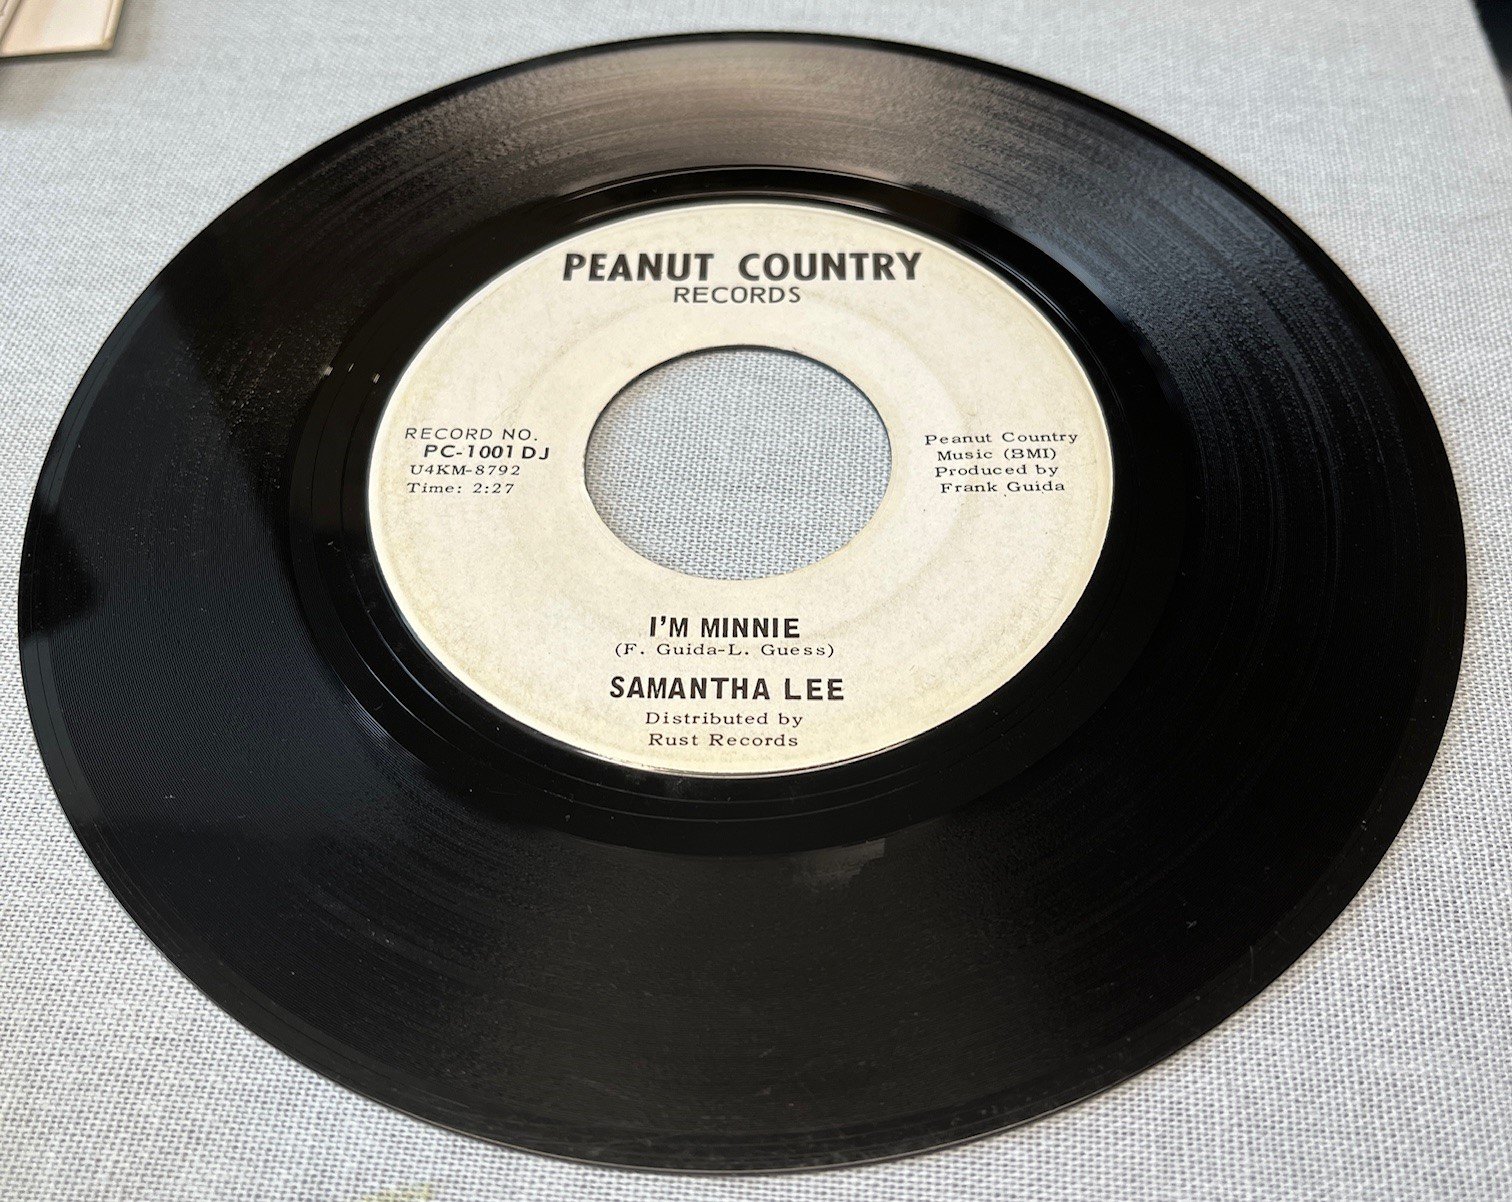 PEANUT COUNTRY
RECORDS
RECORD NO.
PC-1001 DJ
U4KM-8792
Time: 2:27
Peanut Country
Music (BMI)
Produced by
Frank Guida
I'M MINNIE
(F. Guida-L. Guess)
SAMANTHA LEE
Distributed by
Rust Records